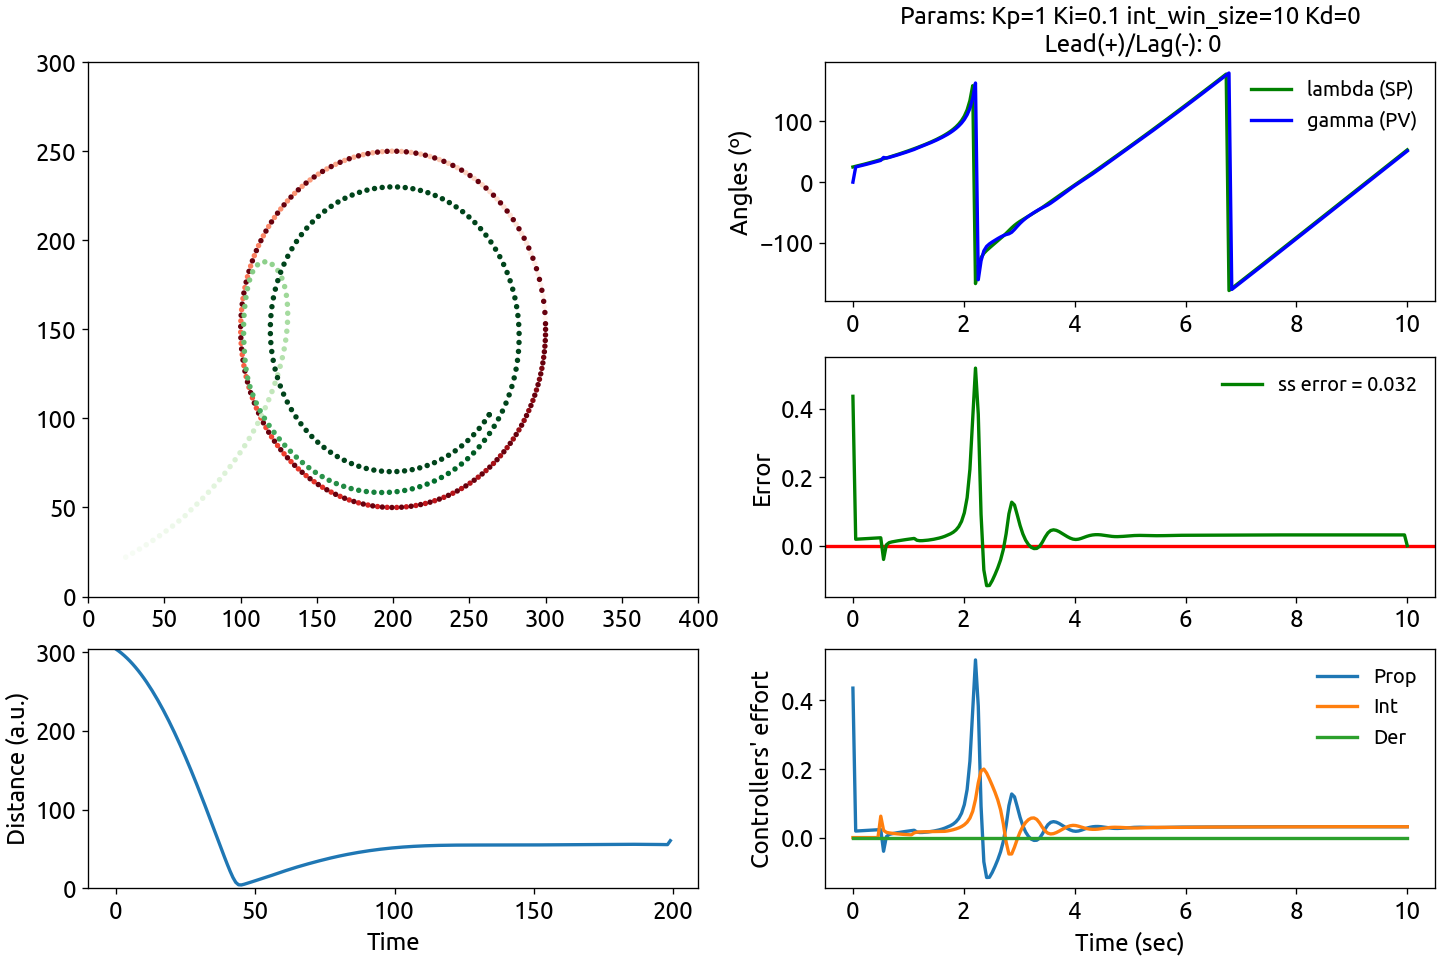 Params: Kp=1 Ki=0.1 int_win_size=10 Kd=0
Lead(+)/Lag(-): 0
300
250
200
150
100
50
0
0 50 100 150 200 250 300 350 400
Angles (º)
100
0
−100
lambda (SP)
gamma (PV)
0 2 4 6 8 10
Error
0.4
0.2
0.0
ss error = 0.032
0 2 4 6 8 10
Distance (a.u.)
300
200
100
0
0 50 100 150 200
Time
Controllers' effort
0.4
0.2
0.0
Prop
Int
Der
0 2 4 6 8 10
Time (sec)